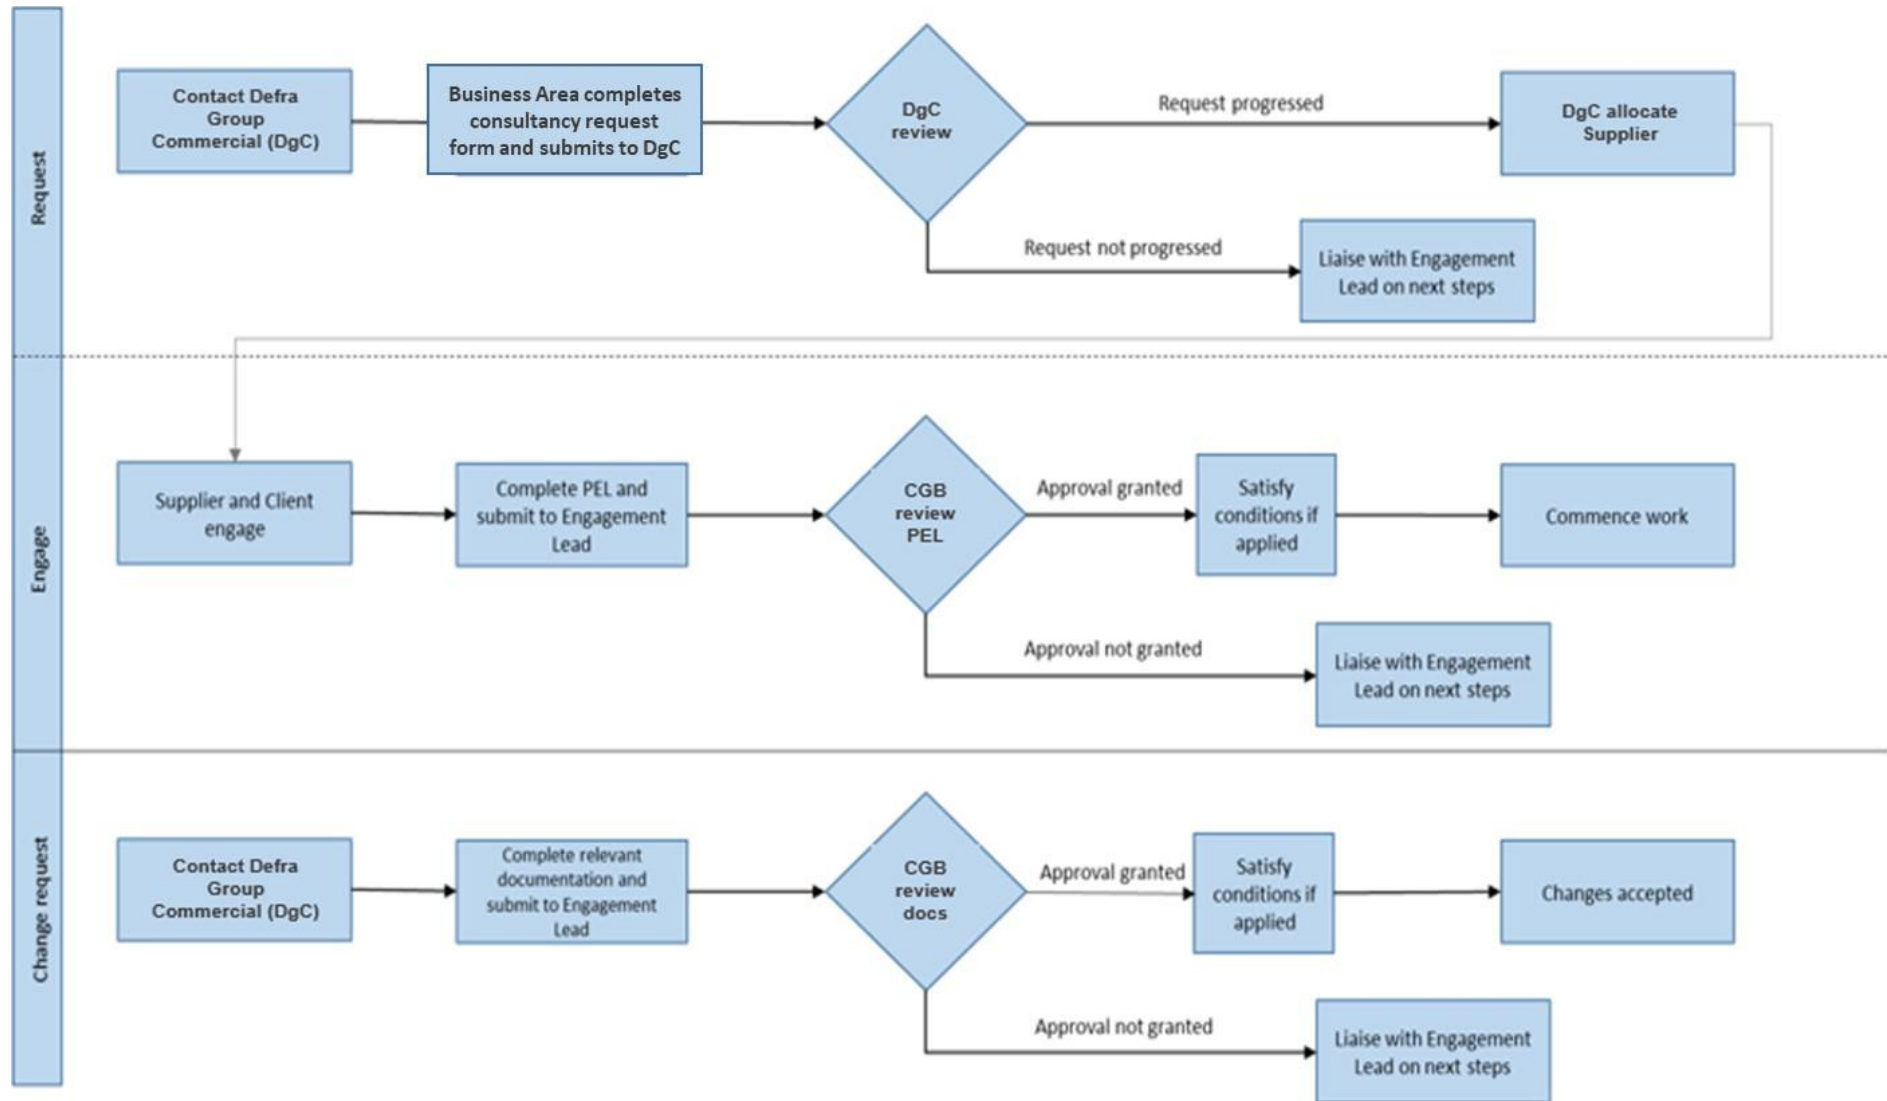 Request
Contact Defra
Group
Commercial (DgC)
Business Area completes
consultancy request
form and submits to DgC
DgC
review
Request progressed
DgC allocate
Supplier
Request not progressed
Liaise with Engagement
Lead on next steps
Engage
Supplier and Client
engage
Complete PEL and
submit to Engagement
Lead
CGB
review
PEL
Approval granted
Satisfy
conditions if
applied
Commence work
Approval not granted
Liaise with Engagement
Lead on next steps
Change request
Contact Defra
Group
Commercial (DgC)
Complete relevant
documentation and
submit to Engagement
Lead
CGB
review
docs
Approval granted
Satisfy
conditions if
applied
Changes accepted
Approval not granted
Liaise with Engagement
Lead on next steps